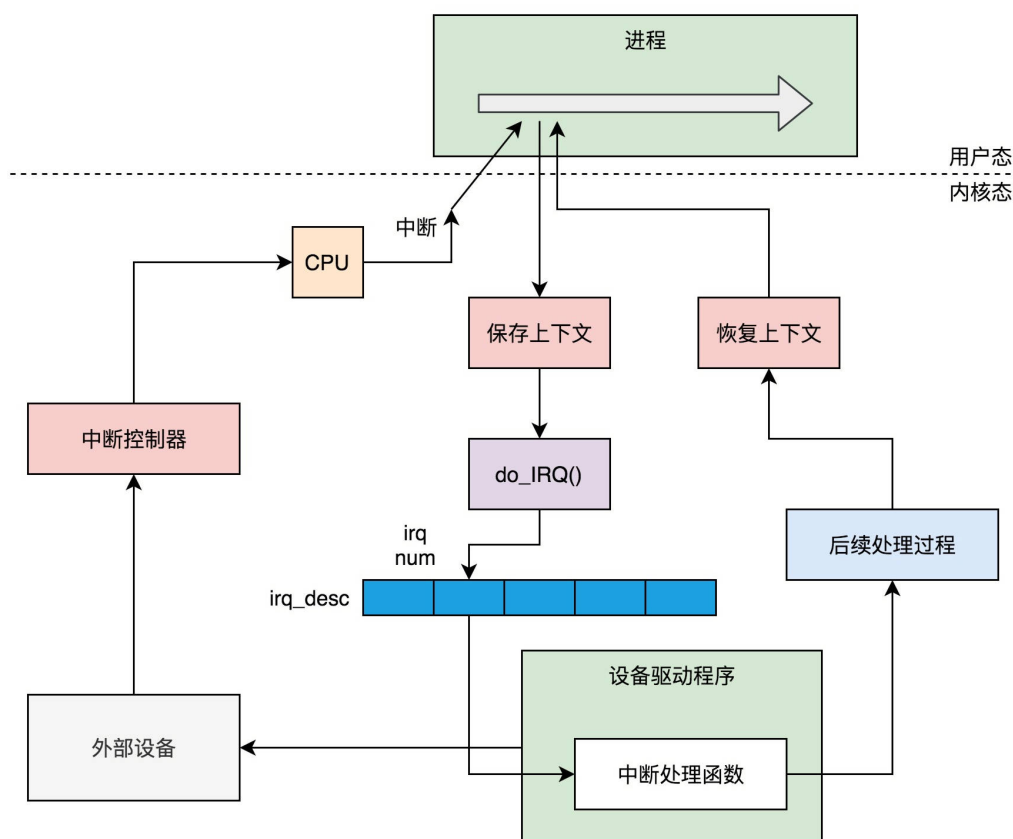 进程
用户态
内核态
中断
CPU
保存上下文
恢复上下文
中断控制器
do_IRQ()
irq
num
后续处理过程
irq_desc
设备驱动程序
外部设备
中断处理函数